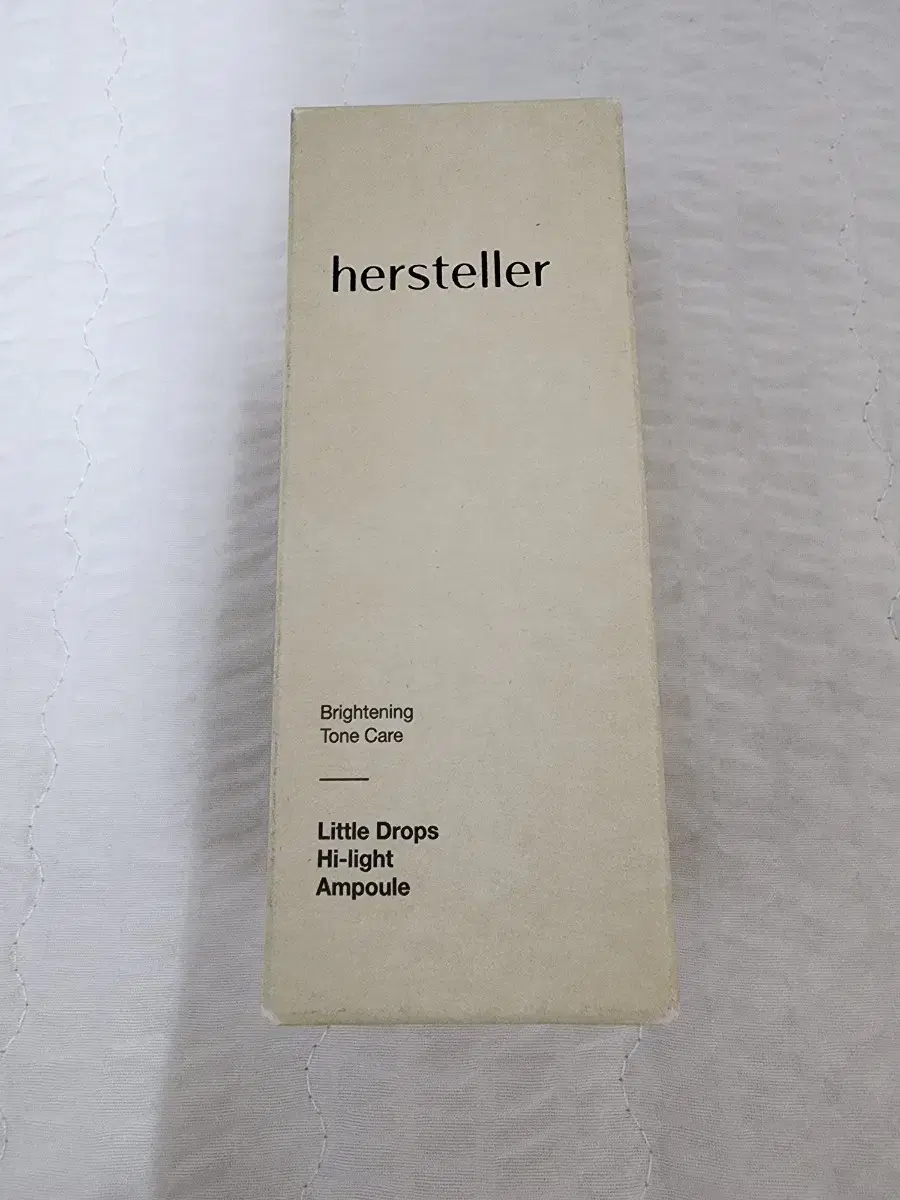 hersteller
Brightening
Tone Care
Little Drops
Hi-light
Ampoule